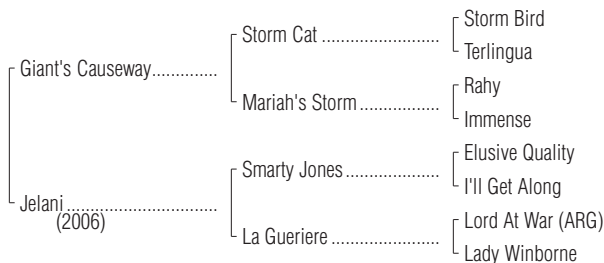 Storm Bird
Storm Cat ......................
Terlingua
Giant's Causeway..............
Rahy
Mariah's Storm ...............
Immense
Elusive Quality
Smarty Jones ..................
I'll Get Along
Jelani ................................
(2006)
Lord At War (ARG)
La Gueriere .....................
Lady Winborne